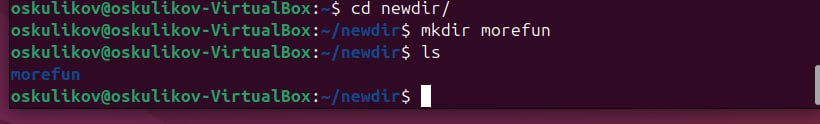 oskulikov@oskulikov-VirtualBox:~$ cd newdir/
oskulikov@oskulikov-VirtualBox:~/newdir$ mkdir morefun
oskulikov@oskulikov-VirtualBox:~/newdir$ ls
morefun
oskulikov@oskulikov-VirtualBox:~/newdir$